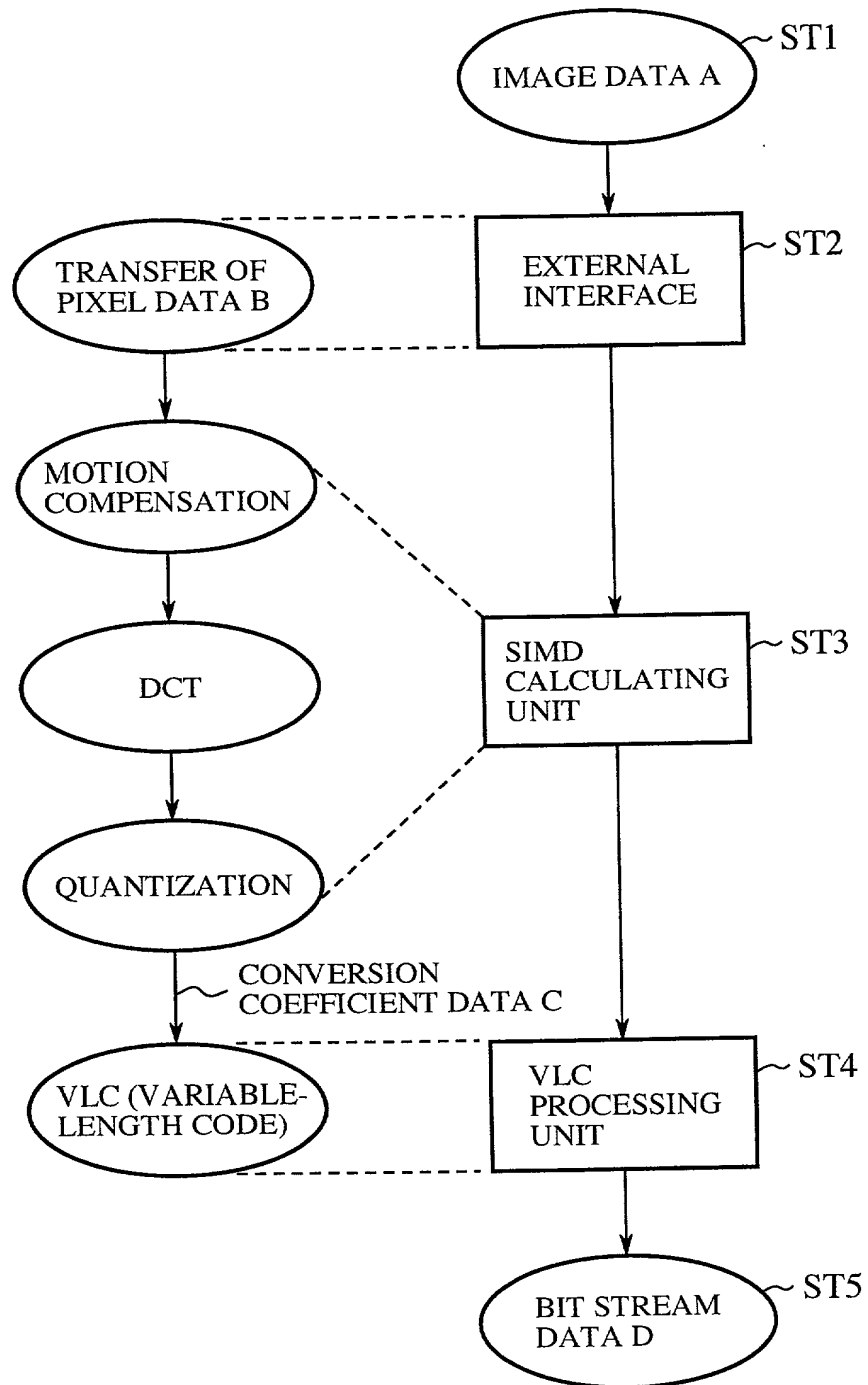 ST1
IMAGE DATA A
TRANSFER OF
PIXEL DATA B
EXTERNAL
INTERFACE
ST2
MOTION
COMPENSATION
DCT
SIMD
CALCULATING
UNIT
ST3
QUANTIZATION
CONVERSION
COEFFICIENT DATA C
VLC (VARIABLE-
LENGTH CODE)
VLC
PROCESSING
UNIT
ST4
BIT STREAM
DATA D
ST5